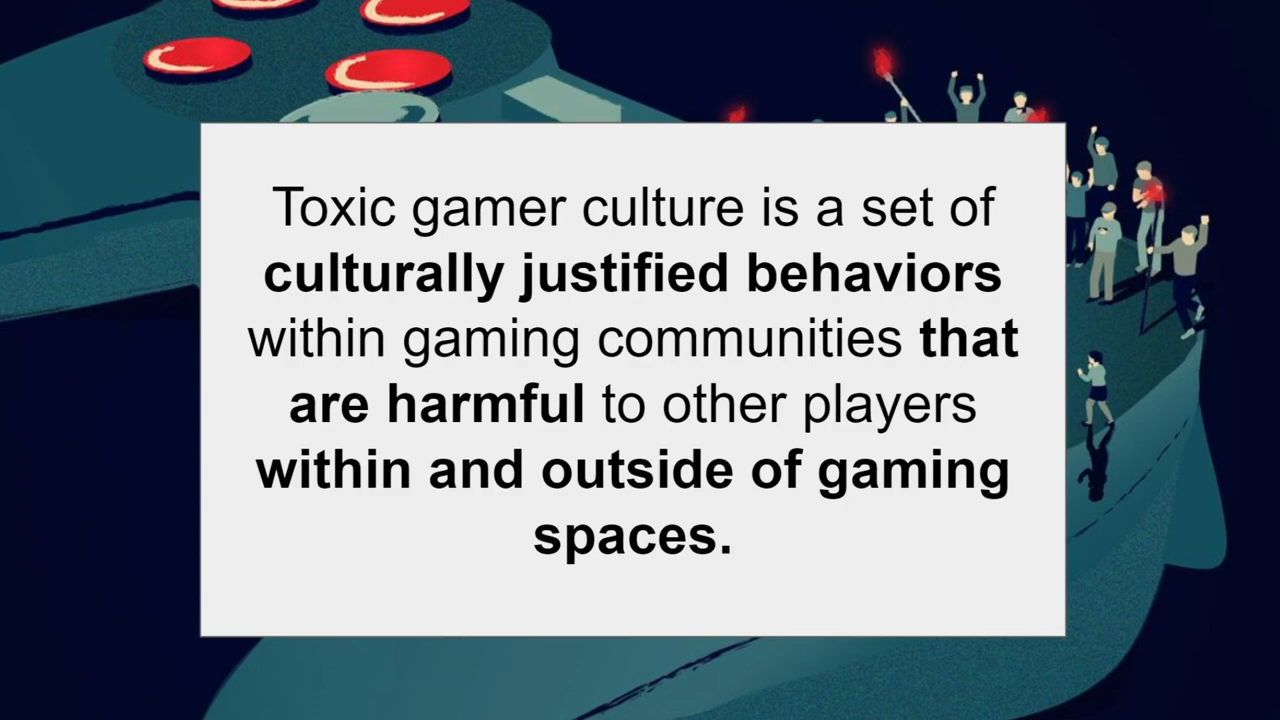 Toxic gamer culture is a set of
culturally justified behaviors
within gaming communities that
are harmful to other players
within and outside of gaming
spaces.